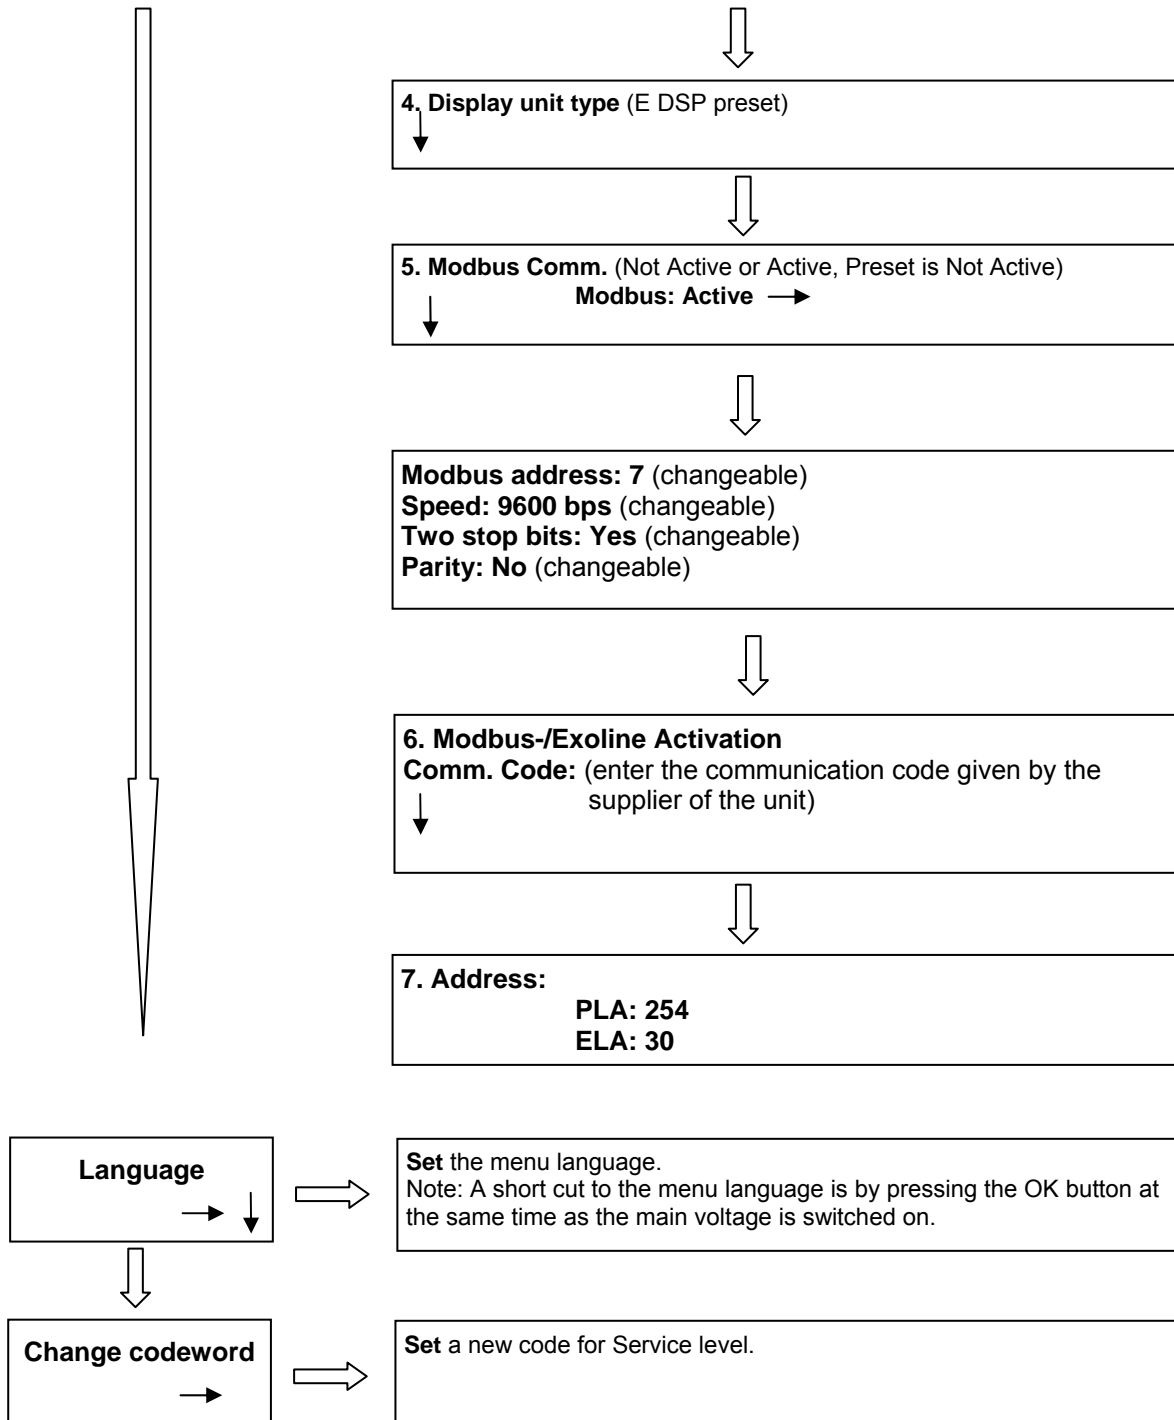 4. Display unit type (E DSP preset)
5. Modbus Comm. (Not Active or Active, Preset is Not Active)
Modbus: Active
Modbus address: 7 (changeable)
Speed: 9600 bps (changeable)
Two stop bits: Yes (changeable)
Parity: No (changeable)
6. Modbus-/Exoline Activation
Comm. Code: (enter the communication code given by the
supplier of the unit)
7. Address:
PLA: 254
ELA: 30
Language
Set the menu language.
Note: A short cut to the menu language is by pressing the OK button at
the same time as the main voltage is switched on.
Change codeword
Set a new code for Service level.